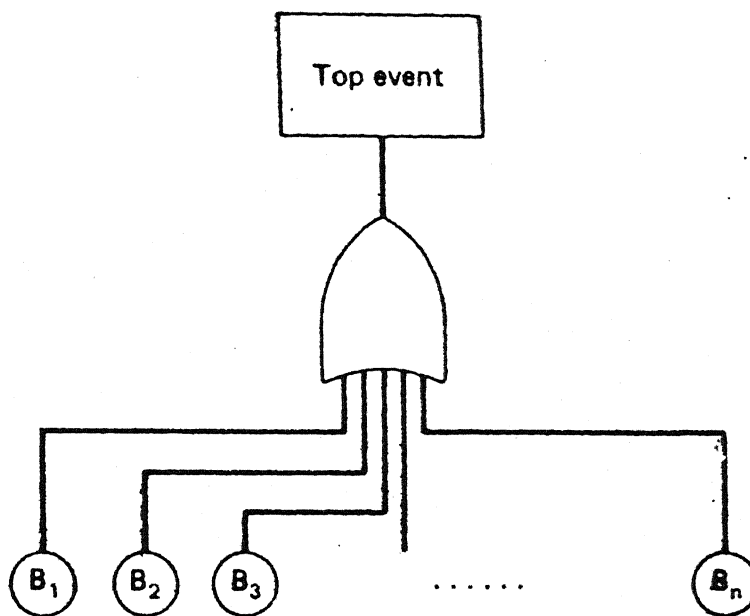 Top event
B₁ B₂ B₃ ...... Bₙ